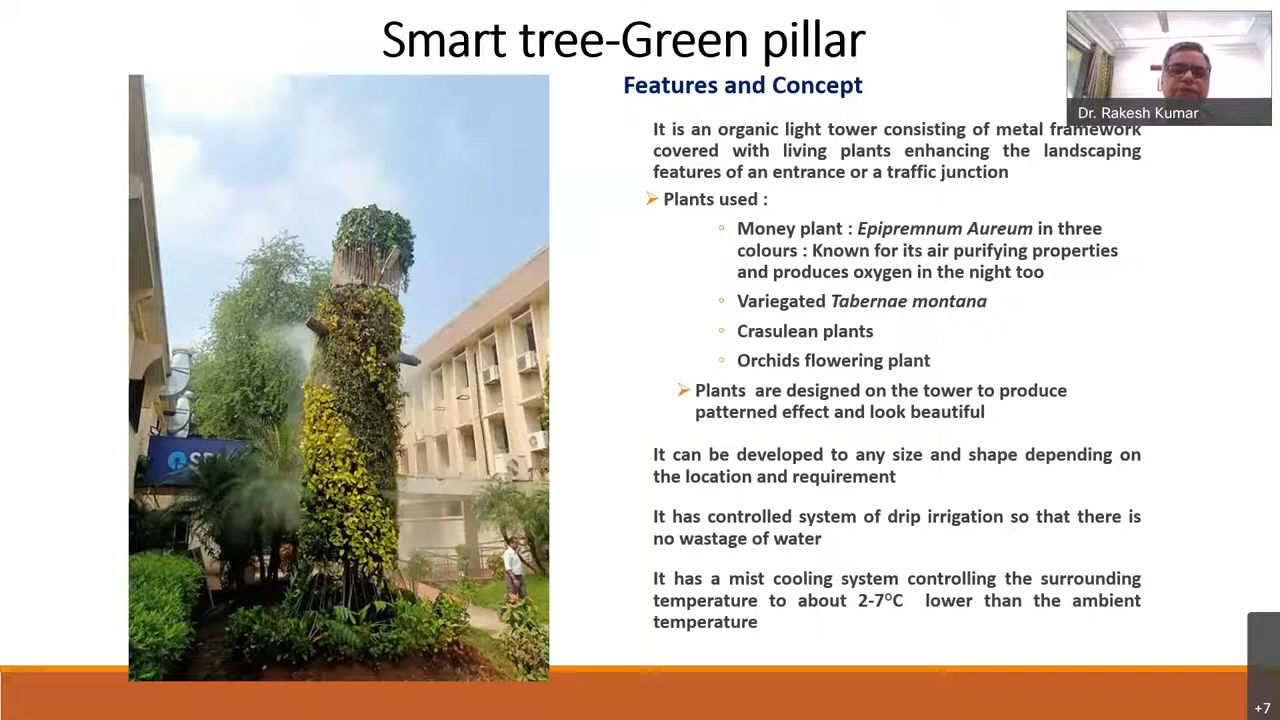 Smart tree-Green pillar
Features and Concept
Dr. Rakesh Kumar
It is an organic light tower consisting of metal framework
covered with living plants enhancing the landscaping
features of an entrance or a traffic junction
Plants used :
Money plant : Epipremnum Aureum in three
colours : Known for its air purifying properties
and produces oxygen in the night too
Variegated Tabernae montana
Crasulean plants
Orchids flowering plant
Plants are designed on the tower to produce
patterned effect and look beautiful
It can be developed to any size and shape depending on
the location and requirement
It has controlled system of drip irrigation so that there is
no wastage of water
It has a mist cooling system controlling the surrounding
temperature to about 2-7°C lower than the ambient
temperature
+7